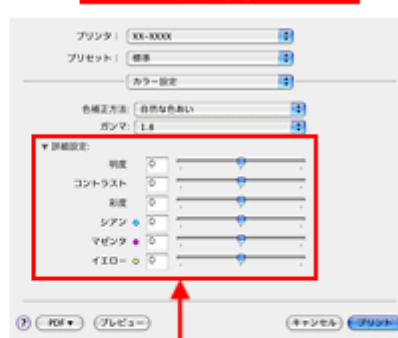 プリンタ： XX-XXXX
プリセット： 標準
カラー設定
色補正方法： 自然な色あい
ガンマ： 1.8
▼ 詳細設定：
明度 0
コントラスト 0
彩度 0
シアン 0
マゼンタ 0
イエロー 0
? PDF▼ プレビュー キャンセル プリント